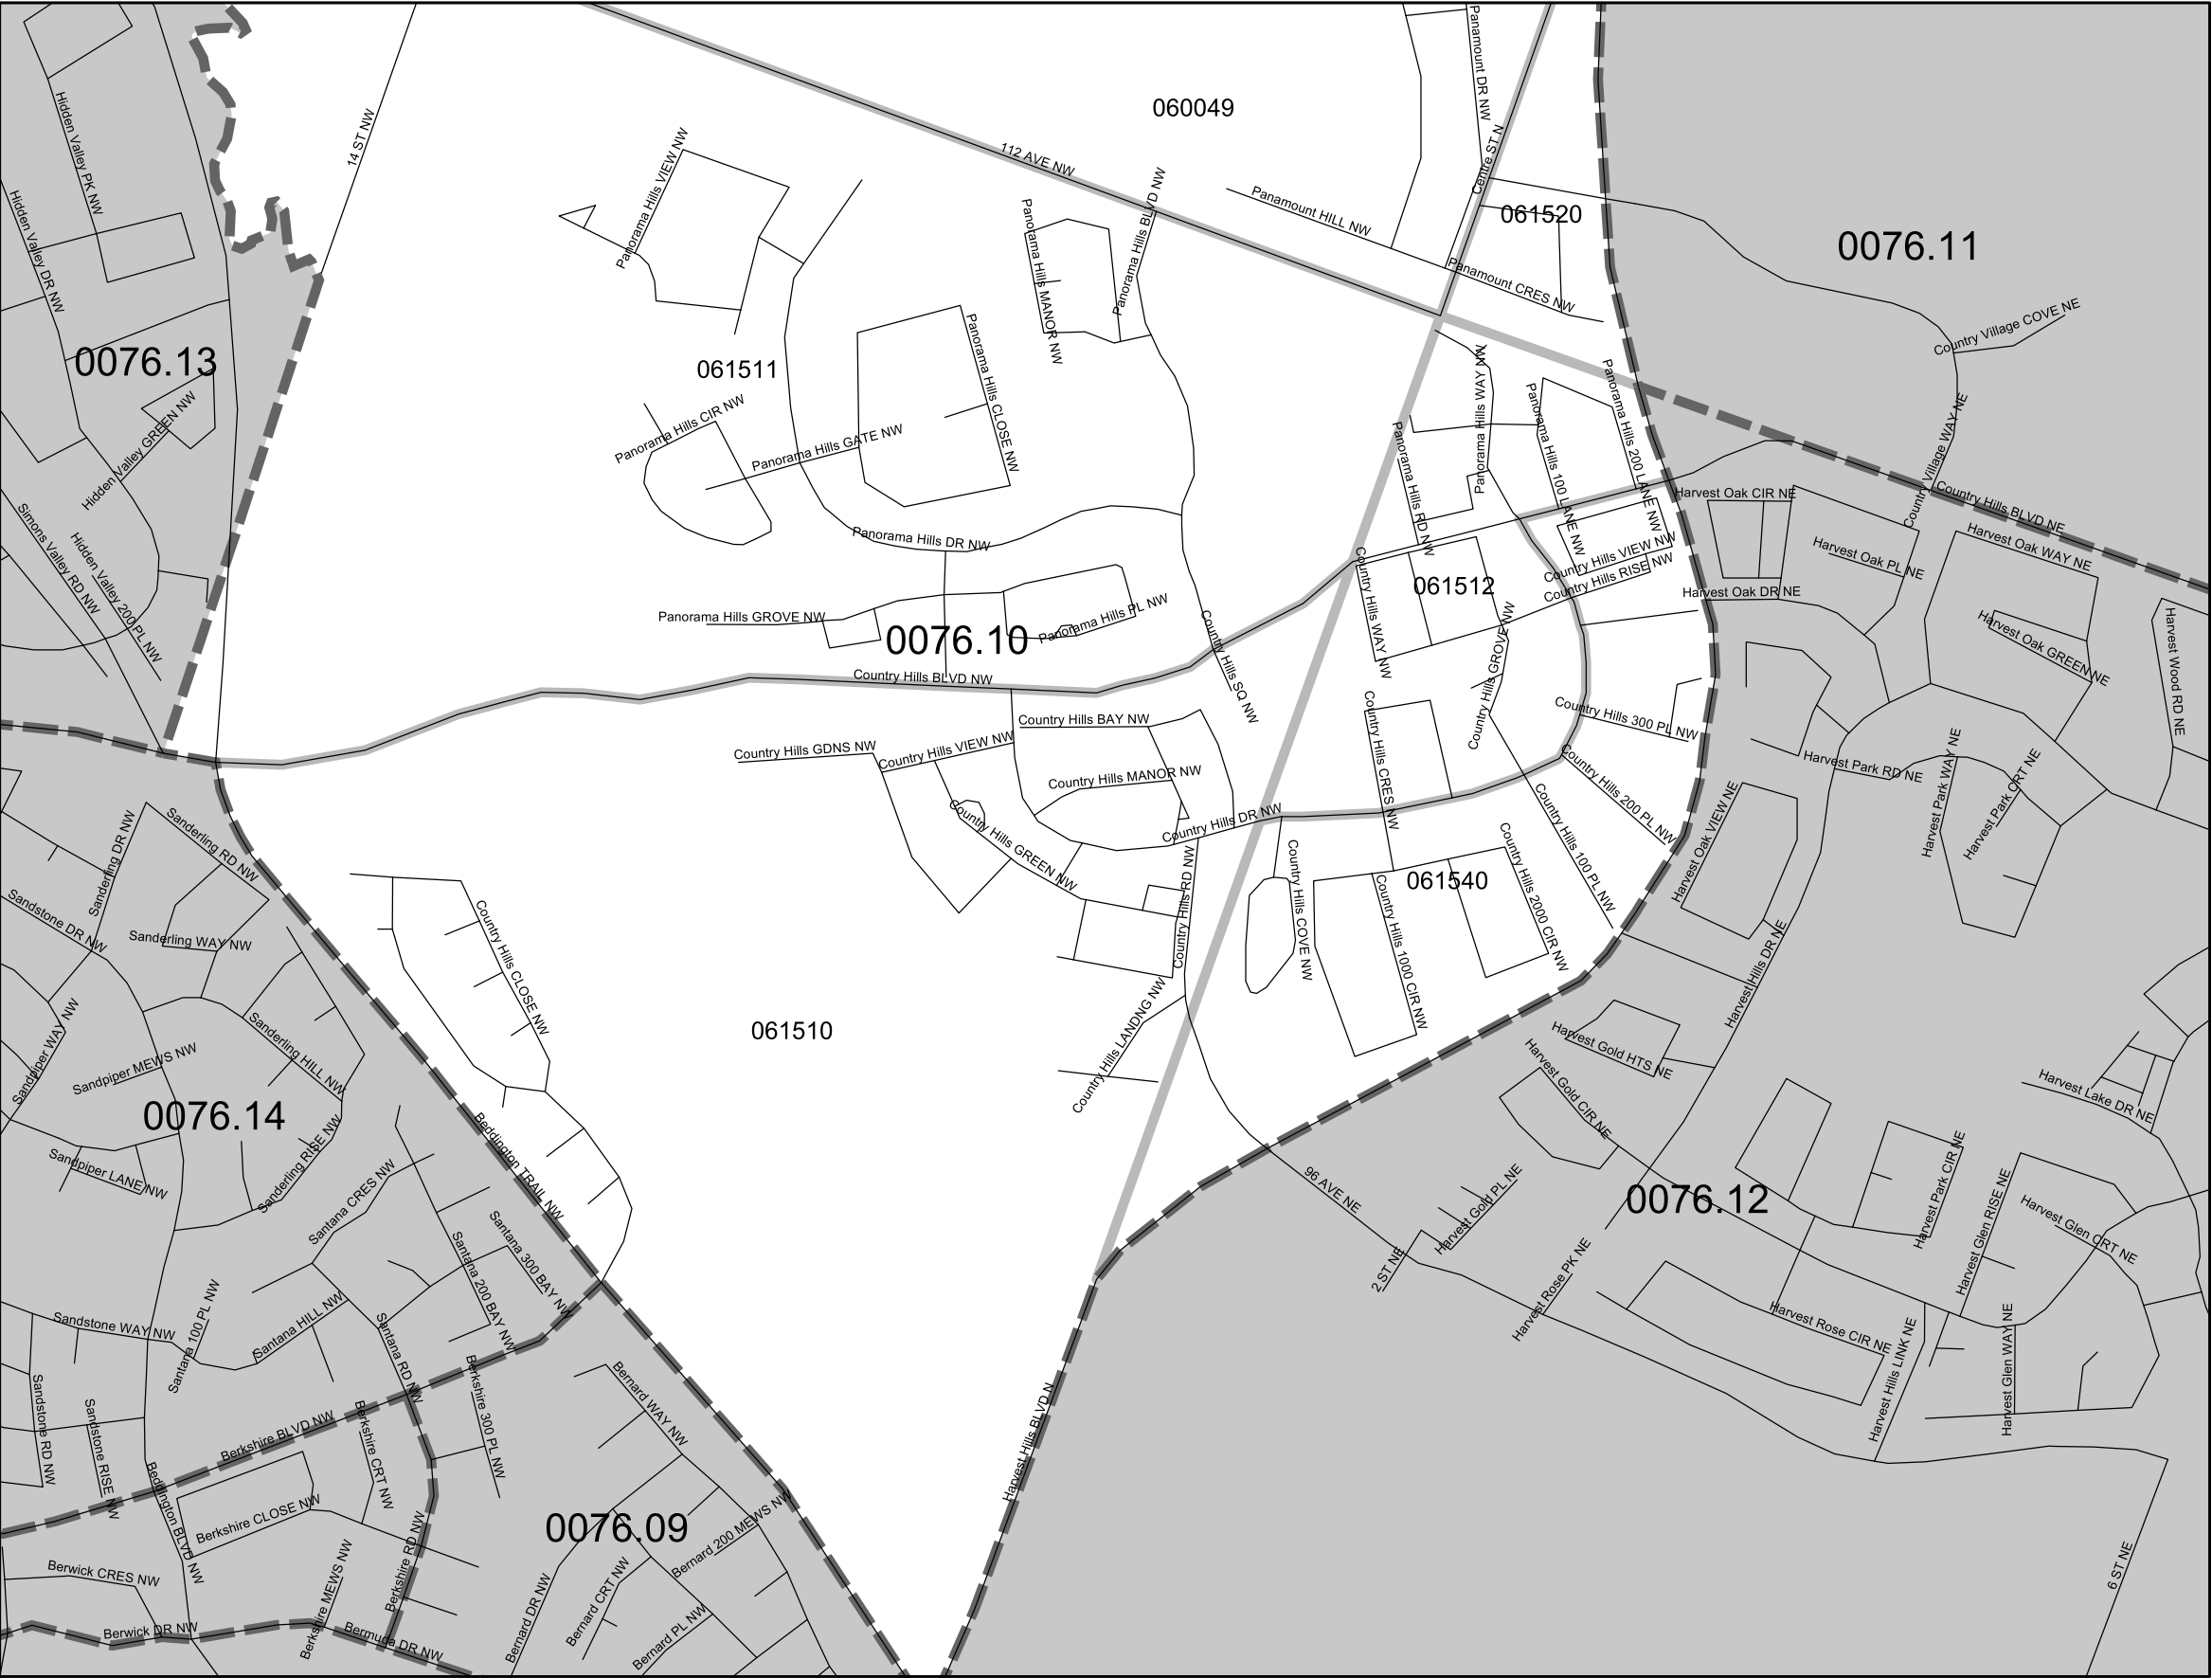 Hidden Valley PK NW
Hidden Valley DR NW
0076.13
Hidden Valley GREEN NW
Simons Valley RD NW
Hidden Valley 200 PL NW
14 ST NW
Panorama Hills VIEW NW
112 AVE NW
060049
Panorama Hills MANOR NW
Panorama Hills BLVD NW
Panamount HILL NW
Panamount DR NW
Centre ST N
061520
Panamount CRES NW
0076.11
Country Village COVE NE
Country Village WAY NE
Country Hills BLVD NE
061511
Panorama Hills CIR NW
Panorama Hills GATE NW
Panorama Hills CLOSE NW
Panorama Hills DR NW
Panorama Hills GROVE NW
Panorama Hills PL NW
0076.10
Country Hills BLVD NW
Country Hills SQ NW
Panorama Hills RD NW
Panorama Hills WAY NW
Panorama Hills 100 LANE NW
Panorama Hills 200 LANE NW
Country Hills VIEW NW
Country Hills RISE NW
061512
Country Hills WAY NW
Country Hills GROVE NW
Country Hills 300 PL NW
Country Hills 200 PL NW
Country Hills 100 PL NW
Country Hills CRES NW
Country Hills BAY NW
Country Hills GDNS NW
Country Hills VIEW NW
Country Hills MANOR NW
Country Hills GREEN NW
Country Hills DR NW
Country Hills RD NW
Country Hills COVE NW
061540
Country Hills 1000 CIR NW
Country Hills 2000 CIR NW
Country Hills LANDNG NW
Country Hills CLOSE NW
061510
Harvest Oak CIR NE
Harvest Oak PL NE
Harvest Oak WAY NE
Harvest Oak DR NE
Harvest Oak GREEN NE
Harvest Wood RD NE
Harvest Park RD NE
Harvest Park WAY NE
Harvest Park CRT NE
Harvest Oak VIEW NE
Harvest Hills DR NE
Harvest Gold HTS NE
Harvest Gold CIR NE
Harvest Gold PL NE
96 AVE NE
2 ST NE
Harvest Rose PK NE
0076.12
Harvest Lake DR NE
Harvest Park CIR NE
Harvest Glen RISE NE
Harvest Glen CRT NE
Harvest Rose CIR NE
Harvest Hills LINK NE
Harvest Glen WAY NE
6 ST NE
Harvest Hills BLVD N
Sanderling DR NW
Sanderling RD NW
Sandstone DR NW
Sanderling WAY NW
Sandpiper WAY NW
Sandpiper MEWS NW
Sanderling HILL NW
0076.14
Sanderling RISE NW
Sandpiper LANE NW
Santana CRES NW
Beddington TRAIL NW
Santana 200 BAY NW
Santana 300 BAY NW
Sandstone WAY NW
Santana 100 PL NW
Santana HILL NW
Santana RD NW
Sandstone RD NW
Sandstone RISE NW
Berkshire BLVD NW
Berkshire CRT NW
Berkshire 300 PL NW
Beddington BLVD NW
Berkshire CLOSE NW
Berkshire RD NW
Berkshire MEWS NW
Berwick CRES NW
Berwick DR NW
Bermuda DR NW
0076.09
Bernard WAY NW
Bernard 200 MEWS NW
Bernard DR NW
Bernard CRT NW
Bernard PL NW